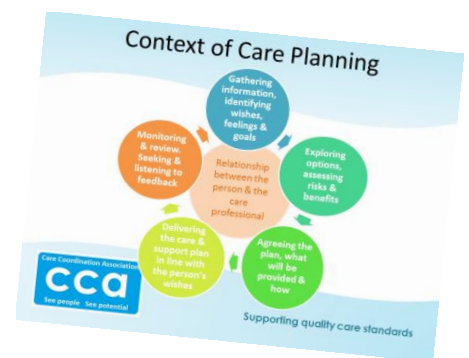 Context of Care Planning
Gathering
information,
identifying
wishes,
feelings &
goals
Exploring
options,
assessing
risks &
benefits
Agreeing the
plan, what
will be
provided &
how
Delivering
the care &
support plan
in line with
the person's
wishes
Monitoring
& review.
Seeking &
listening to
feedback
Relationship
between the
person & the
care
professional
Care Coordination Association
cca
See people See potential
Supporting quality care standards